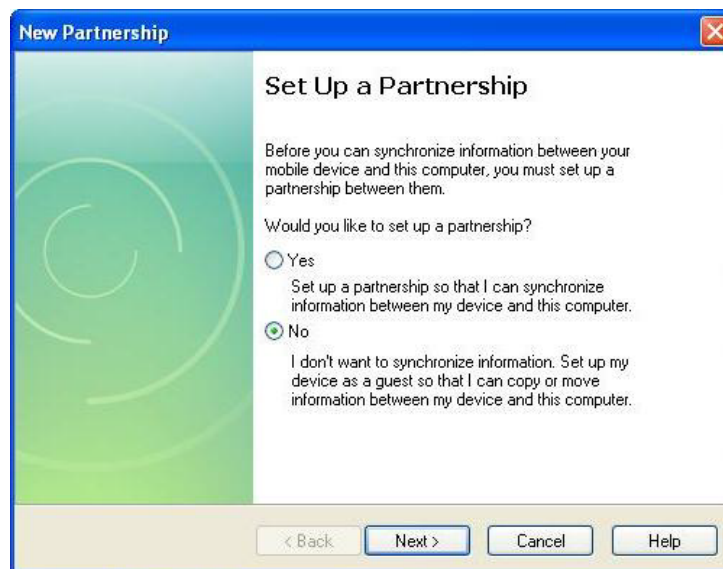 New Partnership
Set Up a Partnership
Before you can synchronize information between your
mobile device and this computer, you must set up a
partnership between them.
Would you like to set up a partnership?
Yes
Set up a partnership so that I can synchronize
information between my device and this computer.
No
I don't want to synchronize information. Set up my
device as a guest so that I can copy or move
information between my device and this computer.
< Back Next > Cancel Help